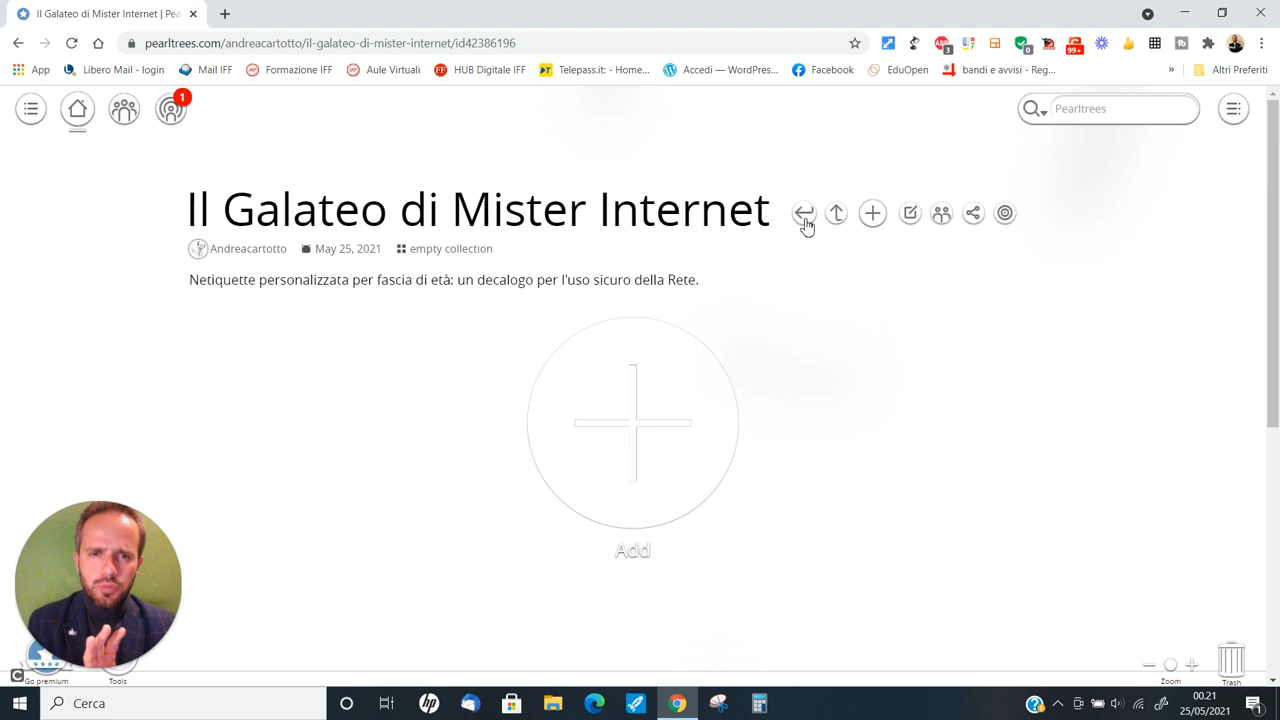 Il Galateo di Mister Internet | Pea
pearltrees.com/andreacartotto/il-galateo-di-mister-internet/id42386196
3
0
99+
App
Libero Mail - login
Mail IFF
Formazione IFF
Aule Virtuali
HUB Digitale IFF
Telepass.it: - Home...
Accedi — WordPres...
Facebook
EduOpen
bandi e avvisi - Reg...
»
Altri Preferiti
1
Pearltrees
Il Galateo di Mister Internet
Andreacartotto
May 25, 2021
empty collection
Netiquette personalizzata per fascia di età: un decalogo per l'uso sicuro della Rete.
Add
Go premium
Tools
Zoom
Trash
Cerca
00.21
25/05/2021
1